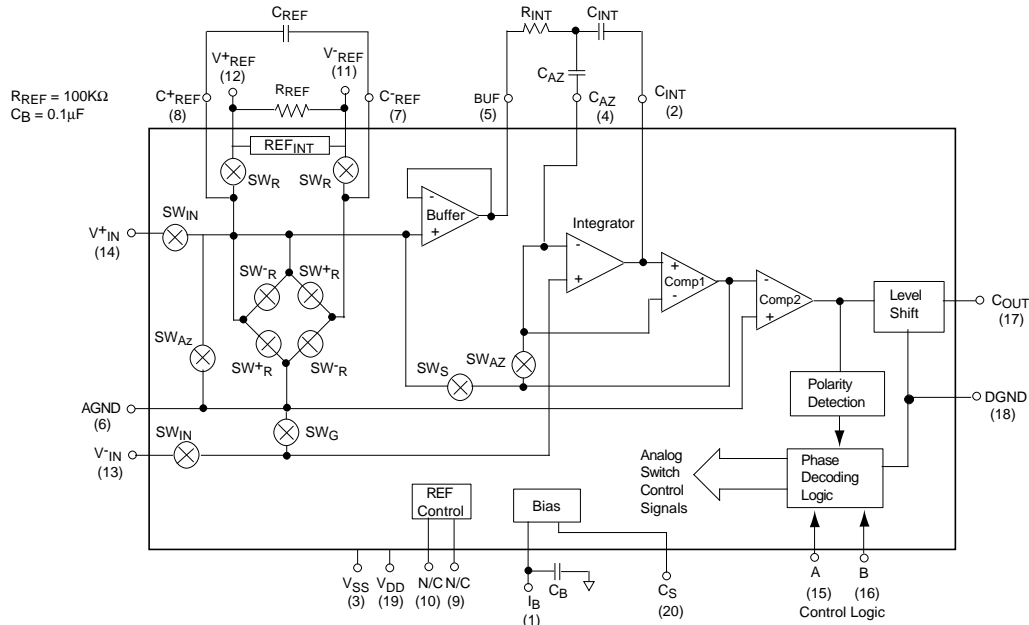 CREF
RINT
CINT
V+REF
(12)
V-REF
(11)
CAZ
RREF = 100KΩ
CB = 0.1µF
C+REF
(8)
RREF
C-REF
(7)
BUF
(5)
CAZ
(4)
CINT
(2)
REFINT
SWR
SWR
SWIN
V+IN
(14)
-
Buffer
+
Integrator
-
+
+
Comp1
-
-
Comp2
+
Level
Shift
COUT
(17)
SW-R
SW+R
SWAz
SW+R
SW-R
SWS
SWAZ
AGND
(6)
SWG
Polarity
Detection
DGND
(18)
SWIN
V-IN
(13)
Analog
Switch
Control
Signals
Phase
Decoding
Logic
REF
Control
Bias
VSS
(3)
VDD
(19)
N/C
(10)
N/C
(9)
IB
(1)
CB
CS
(20)
A
(15)
B
(16)
Control Logic